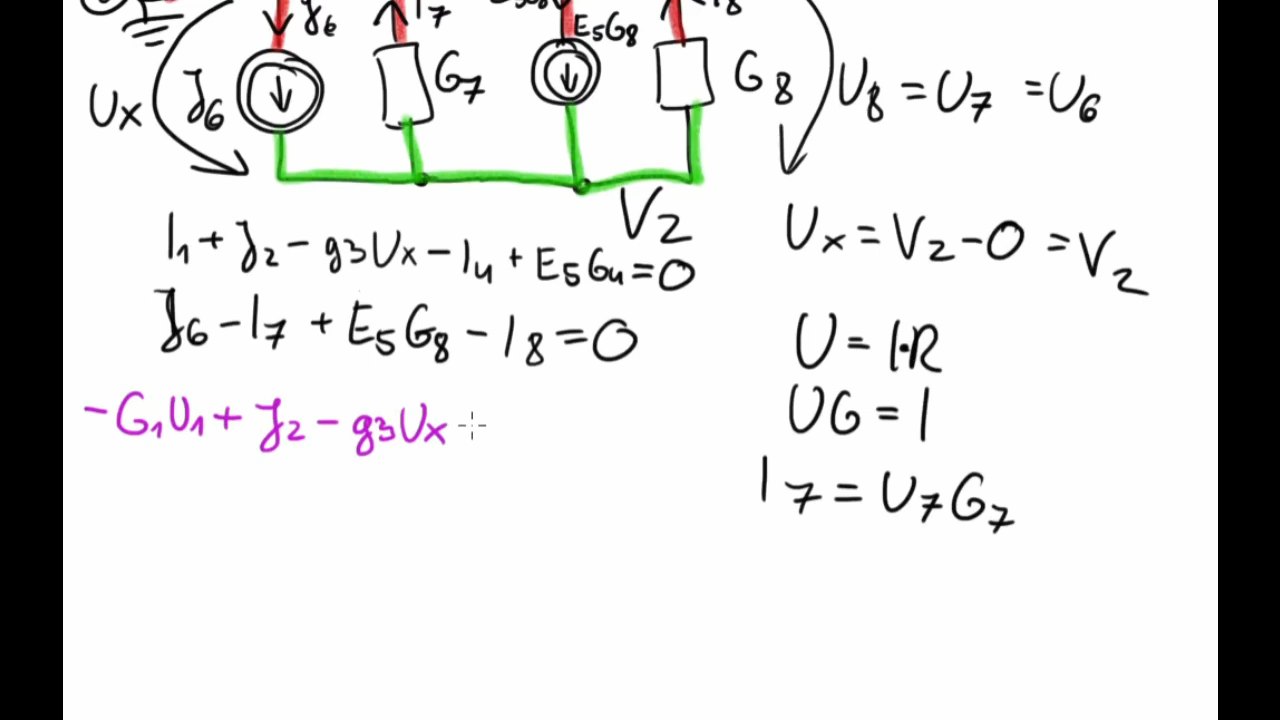 J6 I7 E5G8 I8
Ux J6 G7 G8 U8 = U7 = U6
V2
I1 + J2 - g3Ux - I4 + E5G4 = 0
Ux = V2 - 0 = V2
J6 - I7 + E5G8 - I8 = 0
U = I·R
-G1U1 + J2 - g3Ux
UG = I
I7 = U7G7